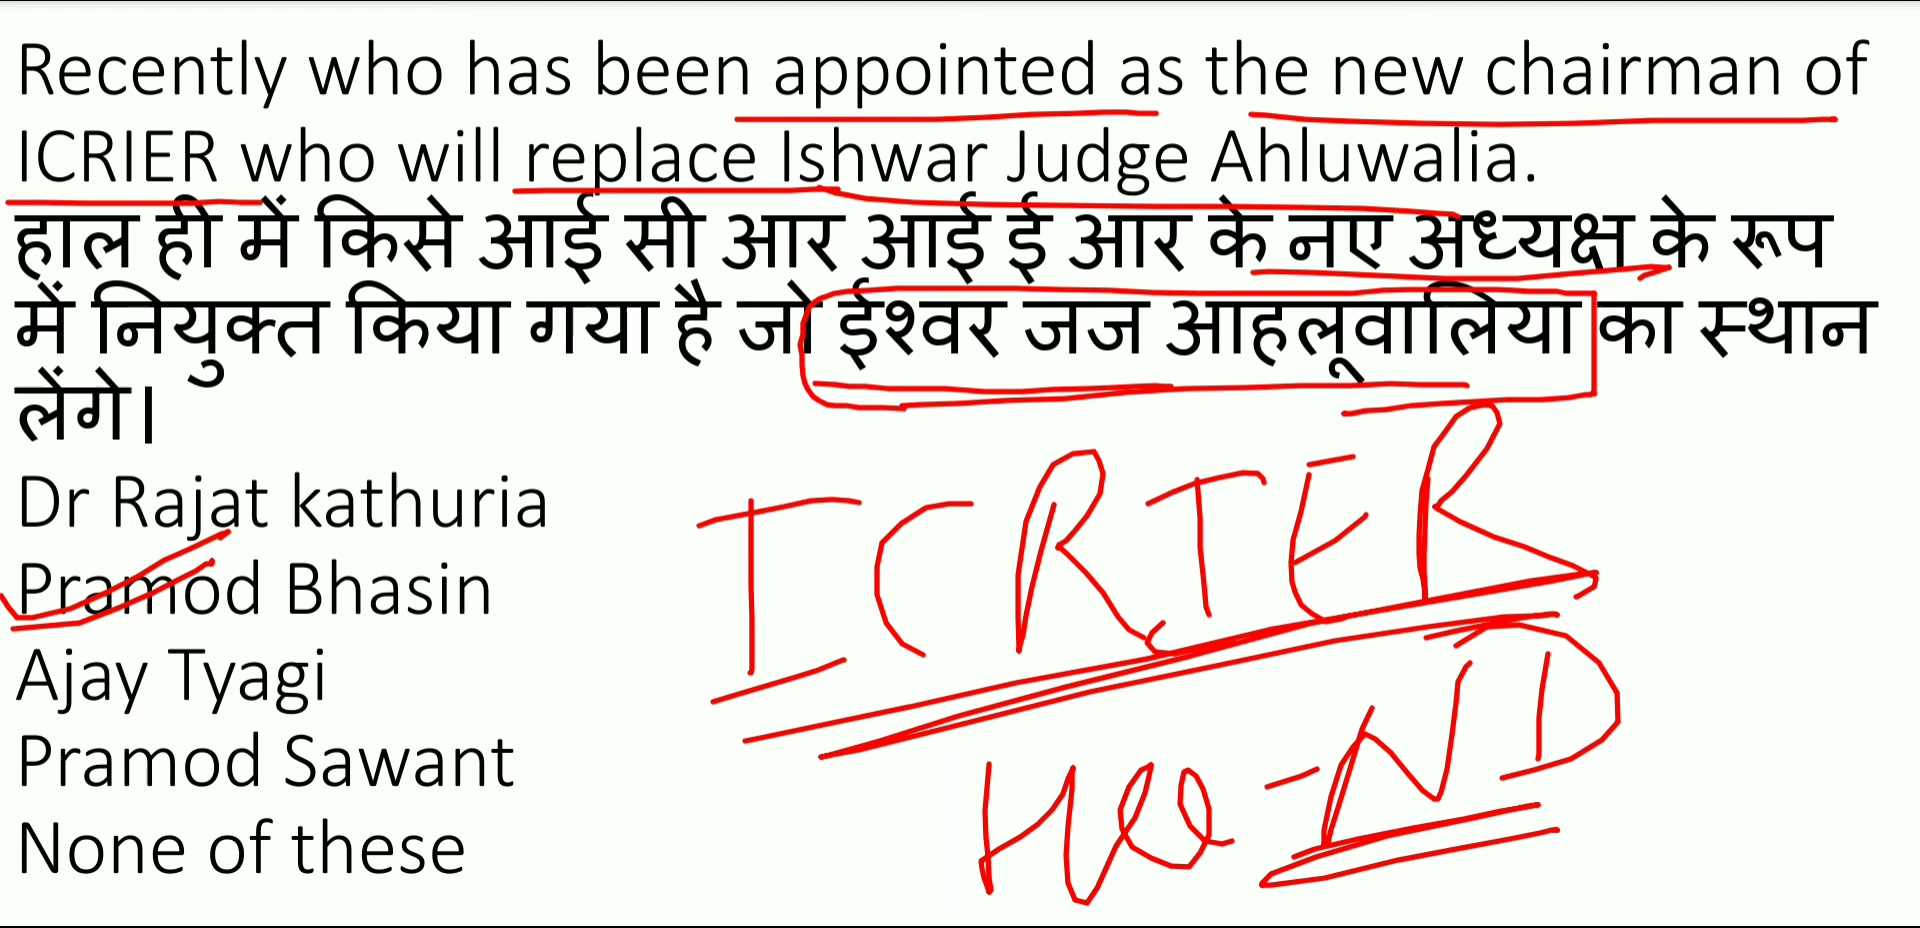 Recently who has been appointed as the new chairman of
ICRIER who will replace Ishwar Judge Ahluwalia.
हाल ही में किसे आई सी आर आई ई आर के नए अध्यक्ष के रूप
में नियुक्त किया गया है जो ईश्वर जज आहलूवालिया का स्थान
लेंगे।
Dr Rajat kathuria
Pramod Bhasin
Ajay Tyagi
Pramod Sawant
None of these
ICRIER
- ND